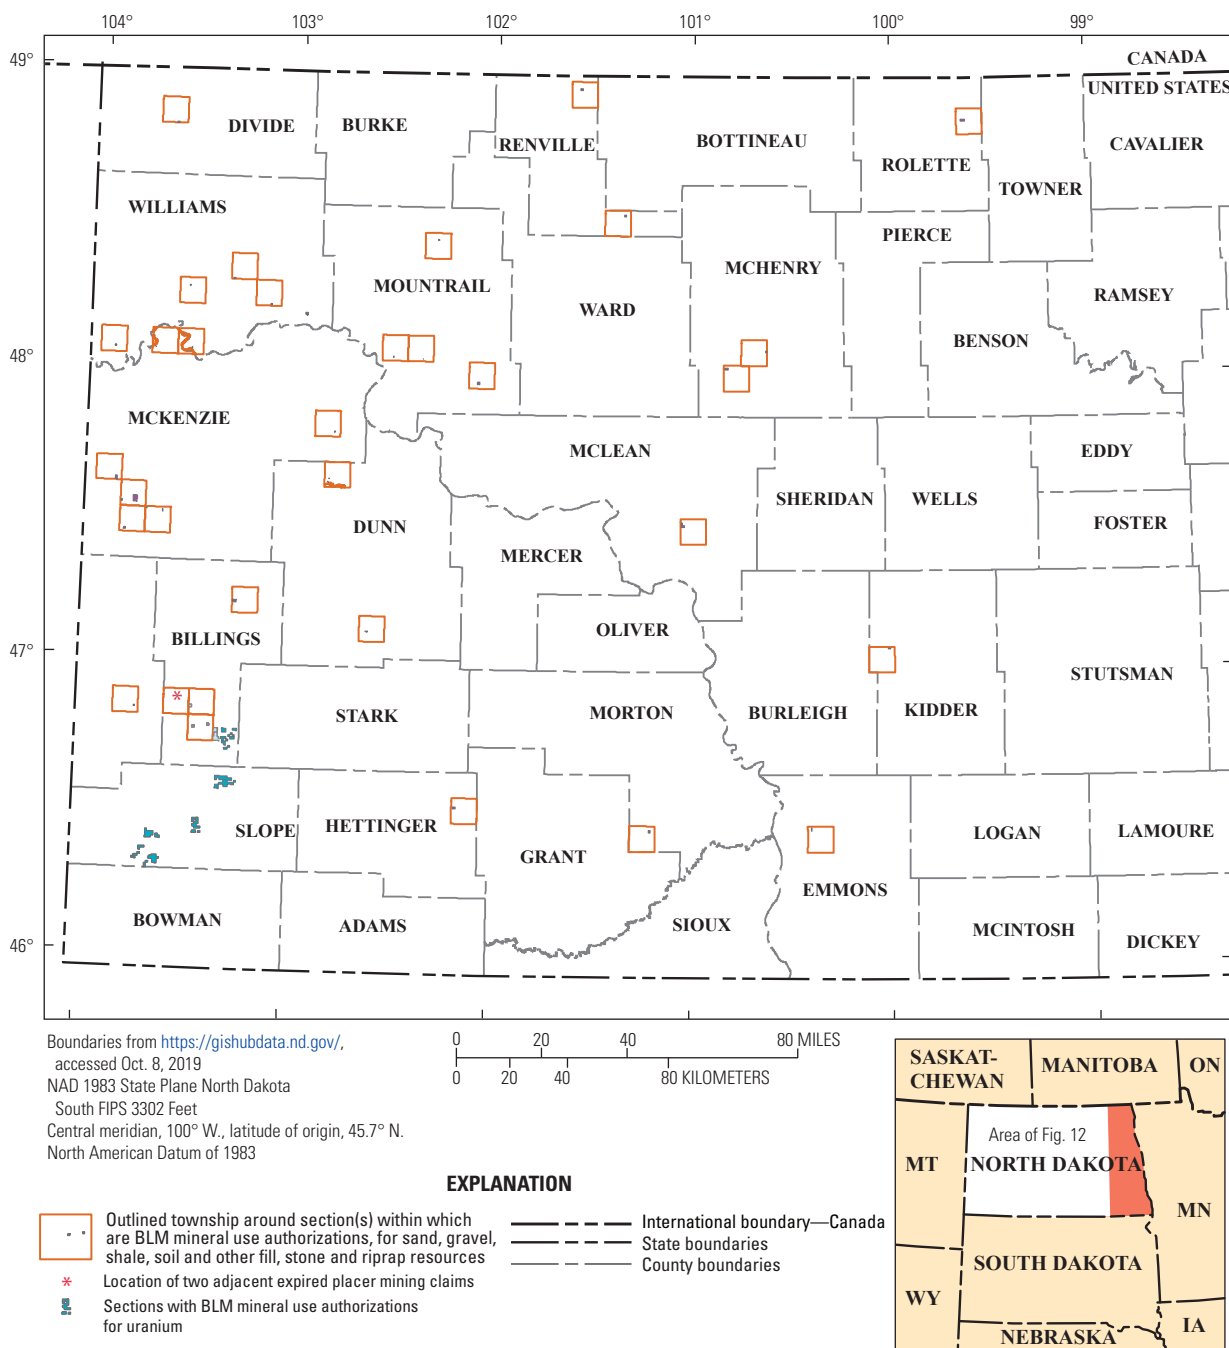 104°
103°
102°
101°
100°
99°
49°
48°
47°
46°
CANADA
UNITED STATES
DIVIDE
BURKE
RENVILLE
BOTTINEAU
ROLETTE
TOWNER
CAVALIER
WILLIAMS
MOUNTRAIL
WARD
MCHENRY
PIERCE
BENSON
RAMSEY
MCKENZIE
MCLEAN
SHERIDAN
WELLS
EDDY
FOSTER
DUNN
MERCER
OLIVER
BILLINGS
STARK
MORTON
BURLEIGH
KIDDER
STUTSMAN
SLOPE
HETTINGER
GRANT
EMMONS
LOGAN
LAMOURE
BOWMAN
ADAMS
SIOUX
MCINTOSH
DICKEY
Boundaries from https://gishubdata.nd.gov/,
accessed Oct. 8, 2019
NAD 1983 State Plane North Dakota
South FIPS 3302 Feet
Central meridian, 100° W., latitude of origin, 45.7° N.
North American Datum of 1983
0 20 40 80 MILES
0 20 40 80 KILOMETERS
EXPLANATION
Outlined township around section(s) within which
are BLM mineral use authorizations, for sand, gravel,
shale, soil and other fill, stone and riprap resources
* Location of two adjacent expired placer mining claims
Sections with BLM mineral use authorizations
for uranium
International boundary—Canada
State boundaries
County boundaries
SASKAT-
CHEWAN
MANITOBA
ON
Area of Fig. 12
MT
NORTH DAKOTA
MN
SOUTH DAKOTA
WY
NEBRASKA
IA